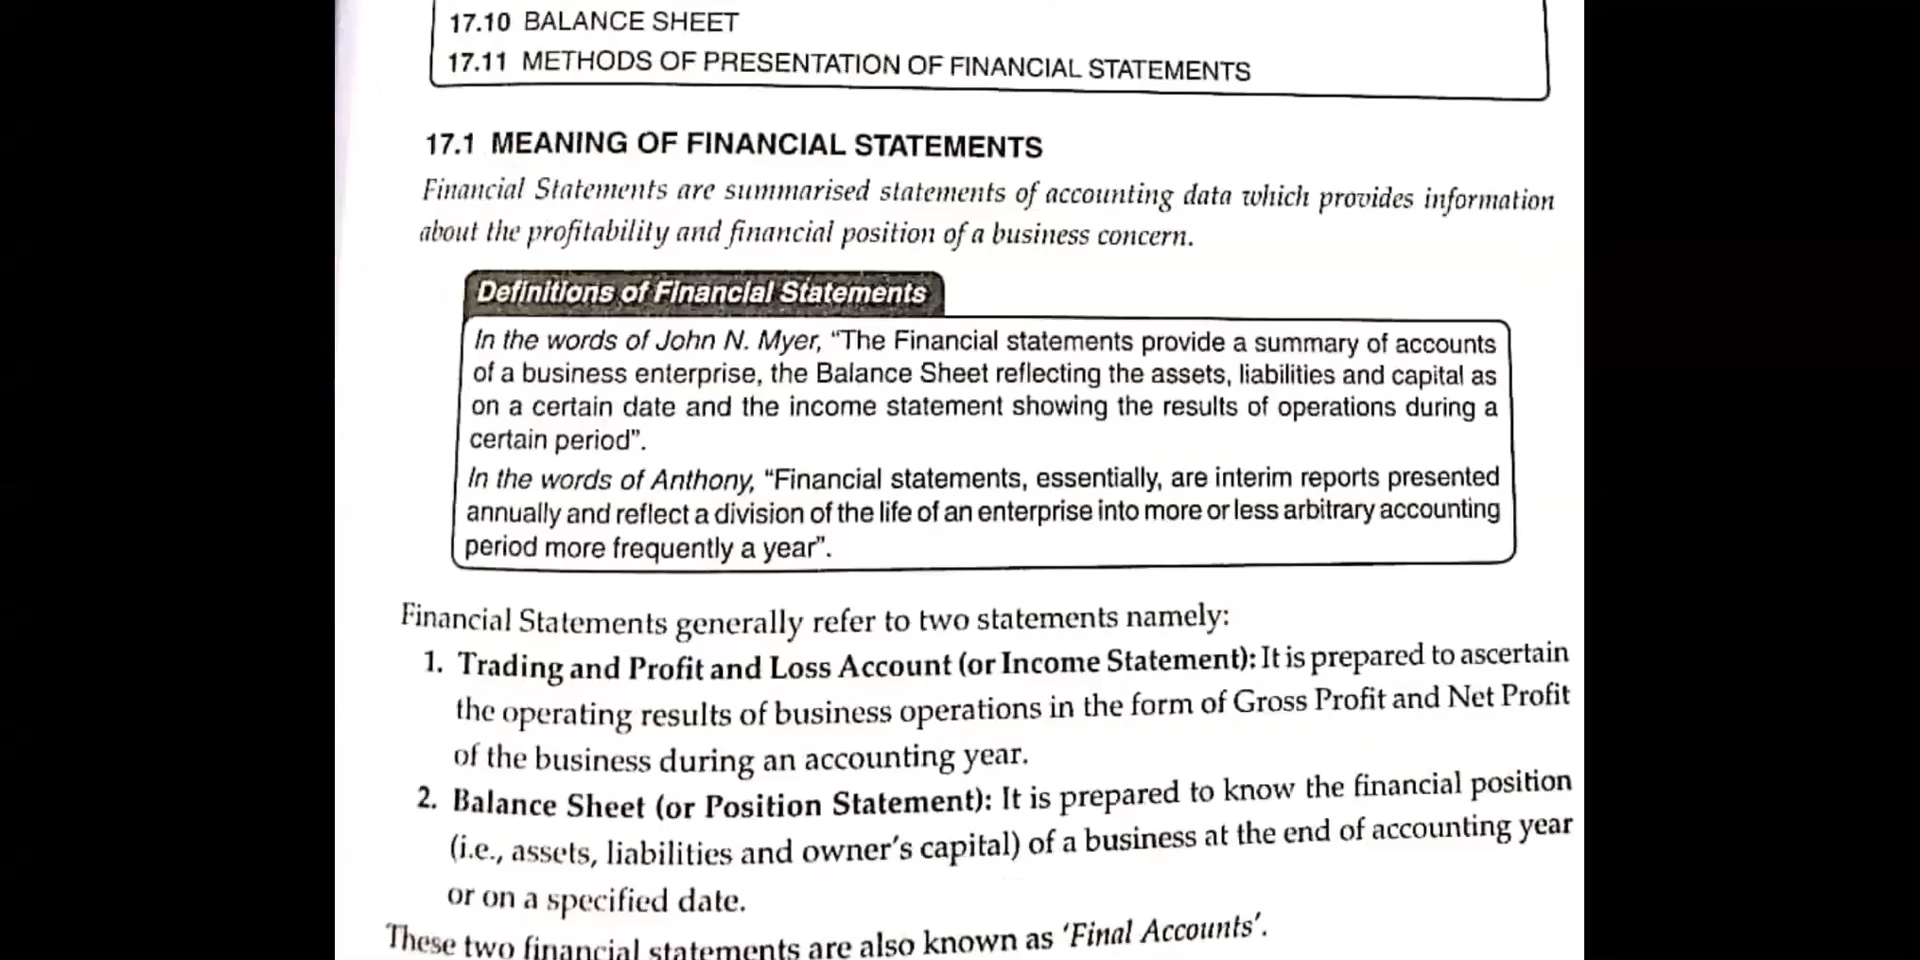 17.10 BALANCE SHEET
17.11 METHODS OF PRESENTATION OF FINANCIAL STATEMENTS
17.1 MEANING OF FINANCIAL STATEMENTS
Financial Statements are summarised statements of accounting data which provides information
about the profitability and financial position of a business concern.
Definitions of Financial Statements
In the words of John N. Myer, “The Financial statements provide a summary of accounts
of a business enterprise, the Balance Sheet reflecting the assets, liabilities and capital as
on a certain date and the income statement showing the results of operations during a
certain period”.
In the words of Anthony, “Financial statements, essentially, are interim reports presented
annually and reflect a division of the life of an enterprise into more or less arbitrary accounting
period more frequently a year”.
Financial Statements generally refer to two statements namely:
1. Trading and Profit and Loss Account (or Income Statement): It is prepared to ascertain
the operating results of business operations in the form of Gross Profit and Net Profit
of the business during an accounting year.
2. Balance Sheet (or Position Statement): It is prepared to know the financial position
(i.e., assets, liabilities and owner’s capital) of a business at the end of accounting year
or on a specified date.
These two financial statements are also known as ‘Final Accounts’.